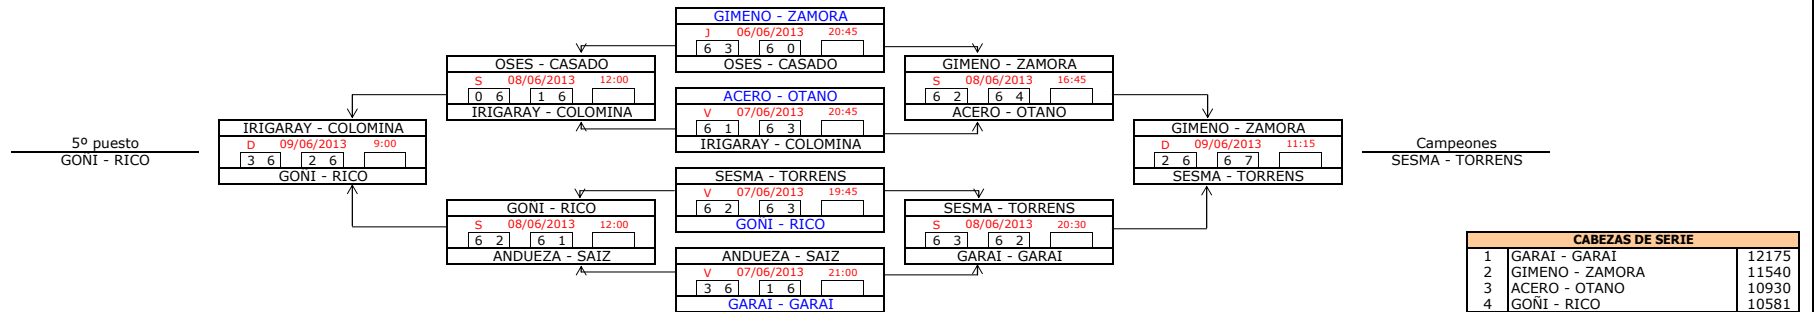 GIMENO - ZAMORA
J 06/06/2013 20:45
6 3 6 0
OSES - CASADO
OSES - CASADO
S 08/06/2013 12:00
0 6 1 6
IRIGARAY - COLOMINA
GIMENO - ZAMORA
S 08/06/2013 16:45
6 2 6 4
ACERO - OTANO
ACERO - OTANO
V 07/06/2013 20:45
6 1 6 3
IRIGARAY - COLOMINA
5º puesto
GOÑI - RICO
IRIGARAY - COLOMINA
D 09/06/2013 9:00
3 6 2 6
GOÑI - RICO
GIMENO - ZAMORA
D 09/06/2013 11:15
2 6 6 7
SESMA - TORRENS
Campeones
SESMA - TORRENS
SESMA - TORRENS
V 07/06/2013 19:45
6 2 6 3
GOÑI - RICO
GOÑI - RICO
S 08/06/2013 12:00
6 2 6 1
ANDUEZA - SAIZ
SESMA - TORRENS
S 08/06/2013 20:30
6 3 6 2
GARAI - GARAI
ANDUEZA - SAIZ
V 07/06/2013 21:00
3 6 1 6
GARAI - GARAI
CABEZAS DE SERIE
1 GARAI - GARAI 12175
2 GIMENO - ZAMORA 11540
3 ACERO - OTANO 10930
4 GOÑI - RICO 10581